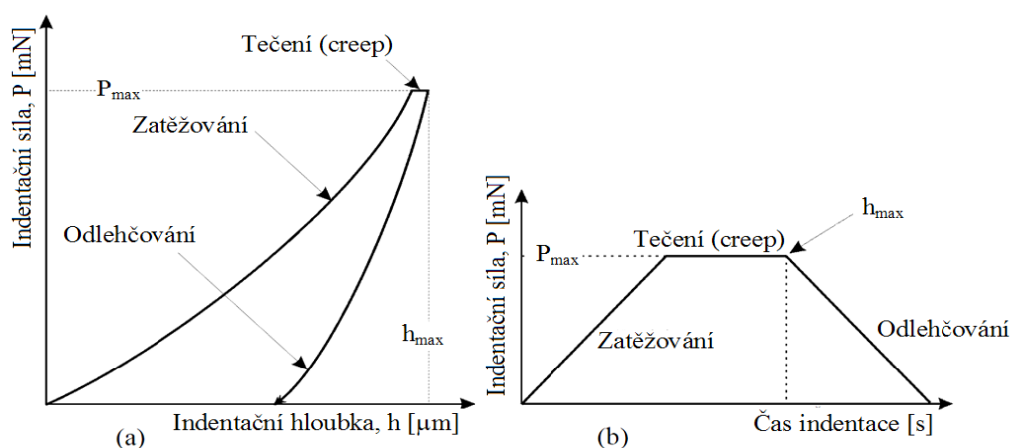 Indentační síla, P [mN]
Tečení (creep)
Pmax
Zatěžování
Odlehčování
hmax
Indentační hloubka, h [µm]
(a)
Indentační síla, P [mN]
hmax
Tečení (creep)
Pmax
Zatěžování
Odlehčování
Čas indentace [s]
(b)